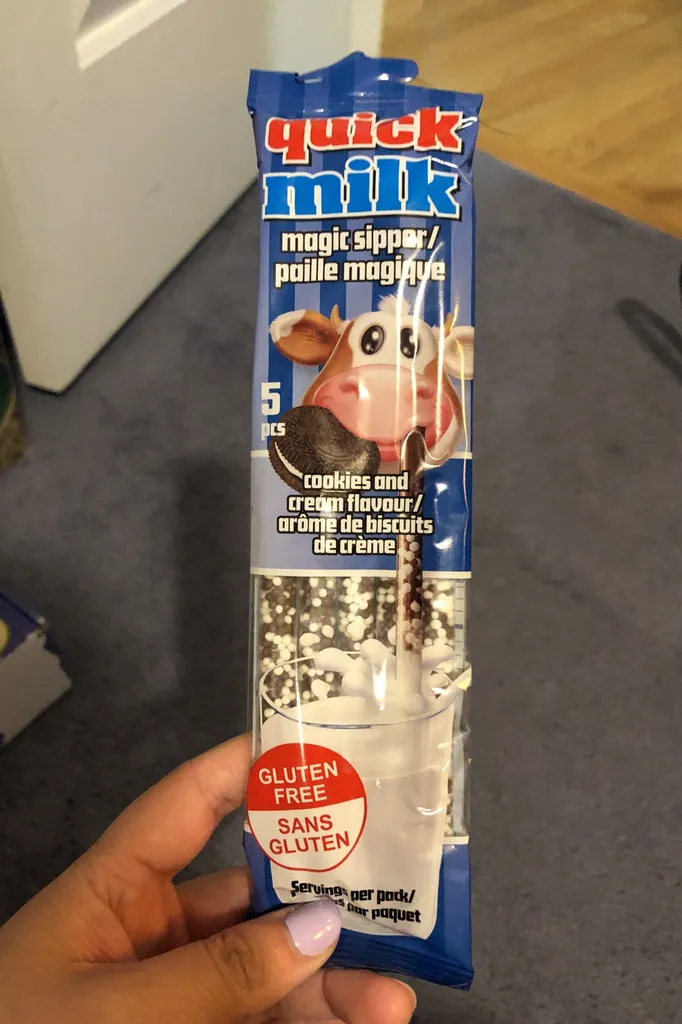 quick
milk
magic sipper/
paille magique
5
pcs
cookies and
cream flavour/
arôme de biscuits
de crème
GLUTEN
FREE
SANS
GLUTEN
Servings per pack/
par paquet